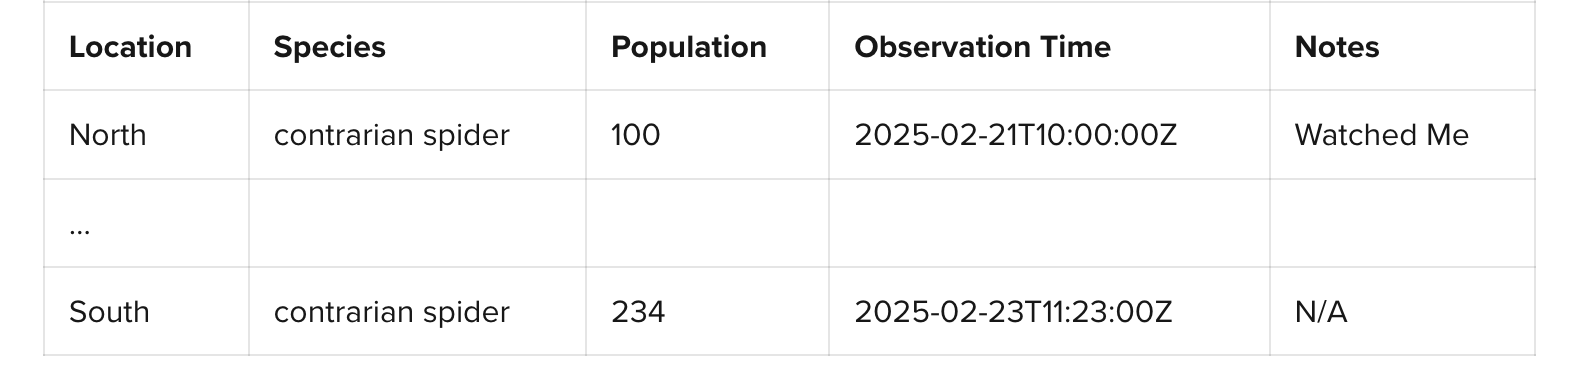 Location Species Population Observation Time Notes
North contrarian spider 100 2025-02-21T10:00:00Z Watched Me
...
South contrarian spider 234 2025-02-23T11:23:00Z N/A